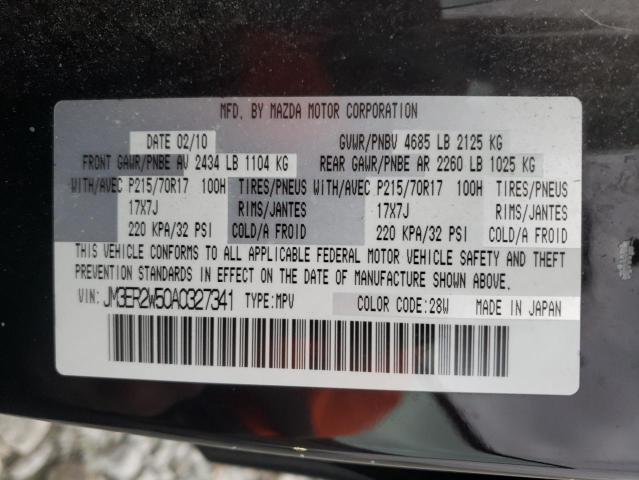 MFD. BY MAZDA MOTOR CORPORATION
DATE 02/10 GVWR/PNBV 4685 LB 2125 KG
FRONT GAWR/PNBE AV 2434 LB 1104 KG REAR GAWR/PNBE AR 2260 LB 1025 KG
WITH/AVEC P215/70R17 100H TIRES/PNEUS WITH/AVEC P215/70R17 100H TIRES/PNEUS
17X7J RIMS/JANTES 17X7J RIMS/JANTES
220 KPA/32 PSI COLD/A FROID 220 KPA/32 PSI COLD/A FROID
THIS VEHICLE CONFORMS TO ALL APPLICABLE FEDERAL MOTOR VEHICLE SAFETY AND THEFT
PREVENTION STANDARDS IN EFFECT ON THE DATE OF MANUFACTURE SHOWN ABOVE.
VIN: JM3ER2W50A0327341 TYPE:MPV COLOR CODE:28W MADE IN JAPAN